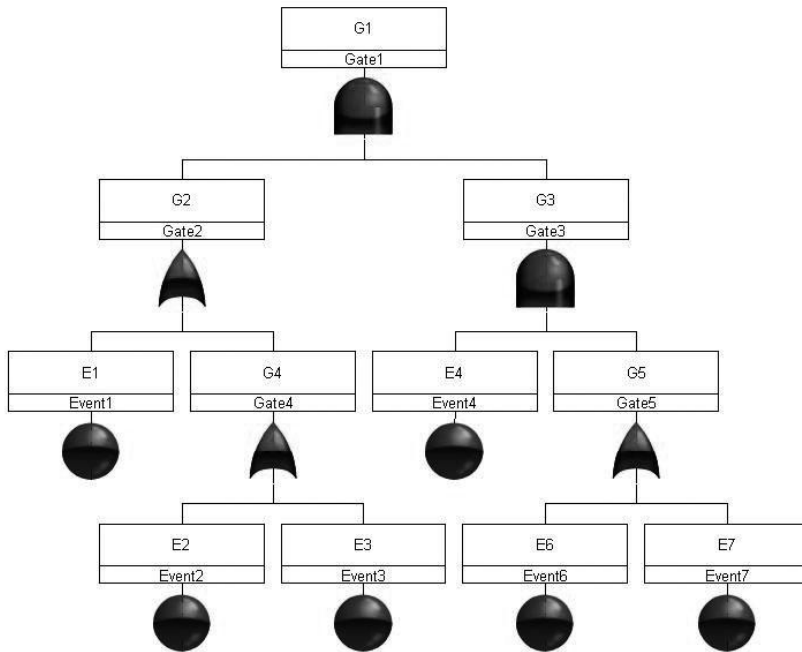 G1
Gate1
G2
Gate2
G3
Gate3
E1
Event1
G4
Gate4
E4
Event4
G5
Gate5
E2
Event2
E3
Event3
E6
Event6
E7
Event7